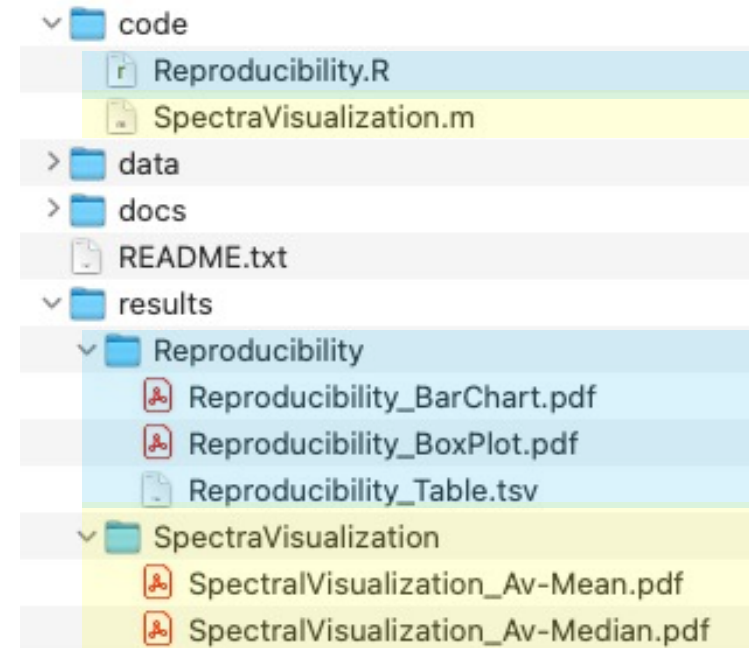 code
Reproducibility.R
SpectraVisualization.m
data
docs
README.txt
results
Reproducibility
Reproducibility_BarChart.pdf
Reproducibility_BoxPlot.pdf
Reproducibility_Table.tsv
SpectraVisualization
SpectralVisualization_Av-Mean.pdf
SpectralVisualization_Av-Median.pdf